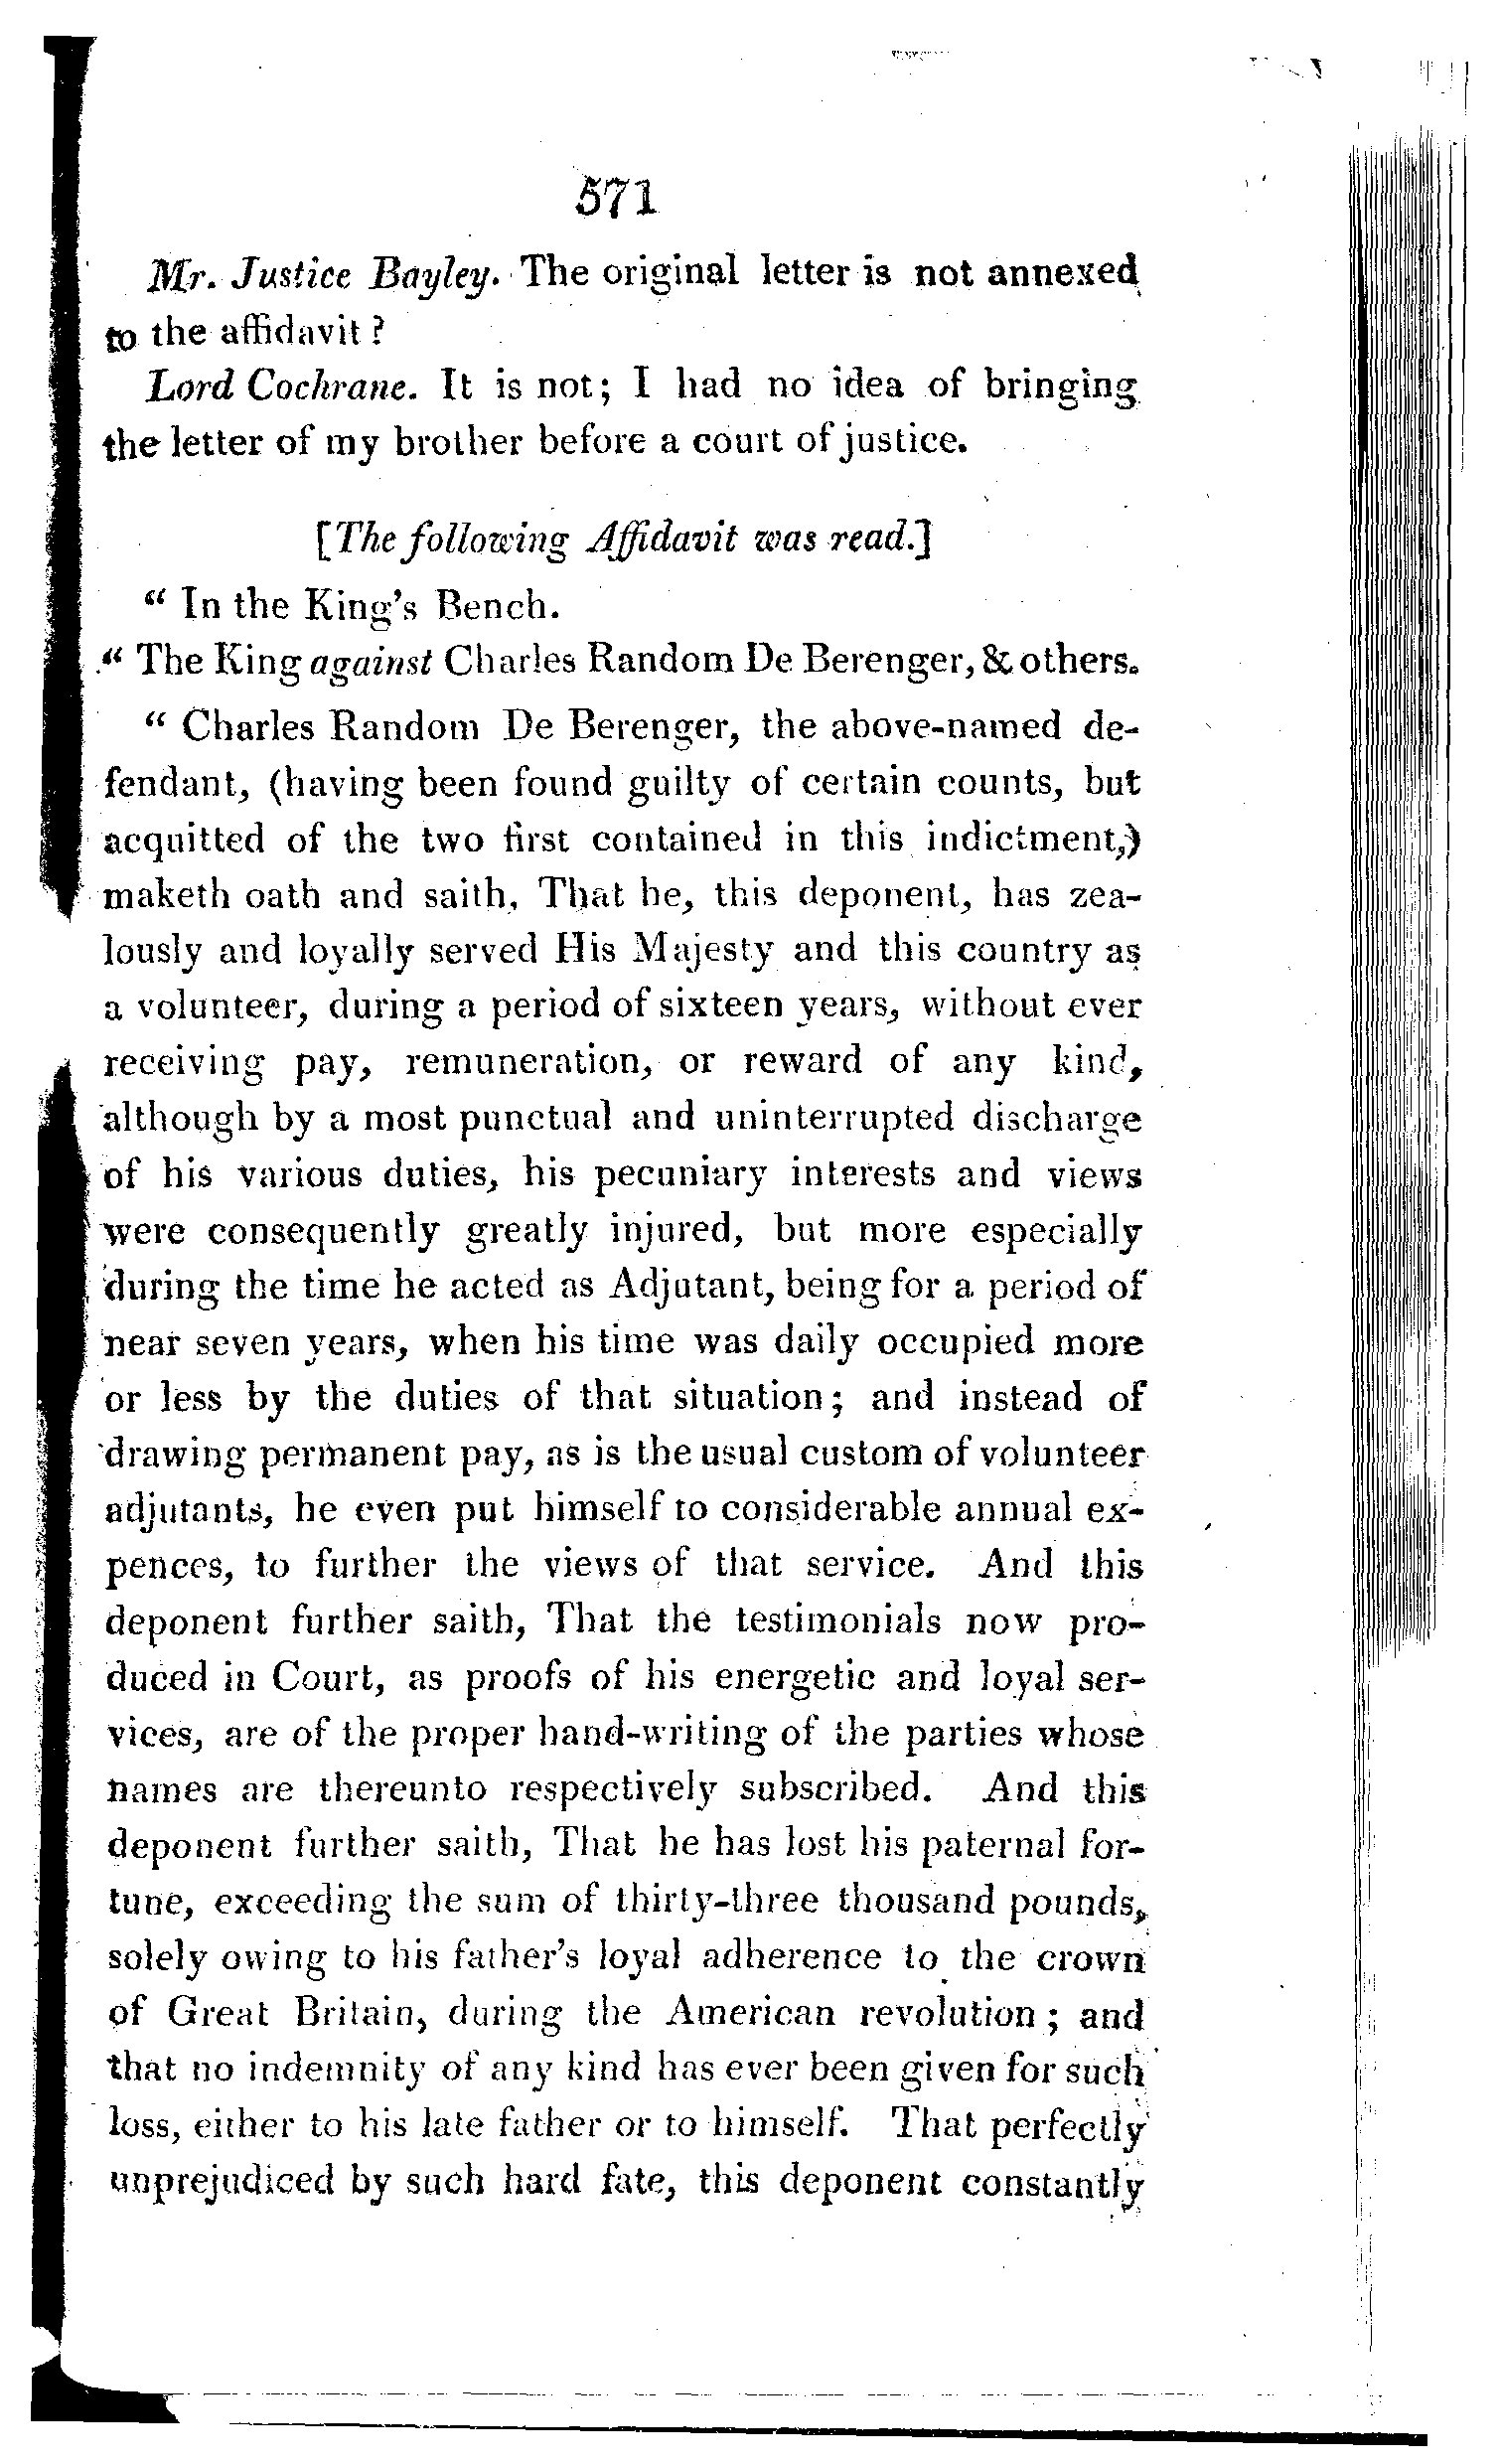 571
Mr. Justice Bayley. The original letter is not annexed
to the affidavit?
Lord Cochrane. It is not; I had no idea of bringing
the letter of my brother before a court of justice.
[The following Affidavit was read.]
“ In the King's Bench.
“ The King against Charles Random De Berenger, & others.
“ Charles Random De Berenger, the above-named de-
fendant, (having been found guilty of certain counts, but
acquitted of the two first contained in this indictment,)
maketh oath and saith, That he, this deponent, has zea-
lously and loyally served His Majesty and this country as
a volunteer, during a period of sixteen years, without ever
receiving pay, remuneration, or reward of any kind,
although by a most punctual and uninterrupted discharge
of his various duties, his pecuniary interests and views
were consequently greatly injured, but more especially
during the time he acted as Adjutant, being for a period of
near seven years, when his time was daily occupied more
or less by the duties of that situation; and instead of
drawing permanent pay, as is the usual custom of volunteer
adjutants, he even put himself to considerable annual ex-
pences, to further the views of that service. And this
deponent further saith, That the testimonials now pro-
duced in Court, as proofs of his energetic and loyal ser-
vices, are of the proper hand-writing of the parties whose
names are thereunto respectively subscribed. And this
deponent further saith, That he has lost his paternal for-
tune, exceeding the sum of thirty-three thousand pounds,
solely owing to his father's loyal adherence to the crown
of Great Britain, during the American revolution; and
that no indemnity of any kind has ever been given for such
loss, either to his late father or to himself. That perfectly
unprejudiced by such hard fate, this deponent constantly